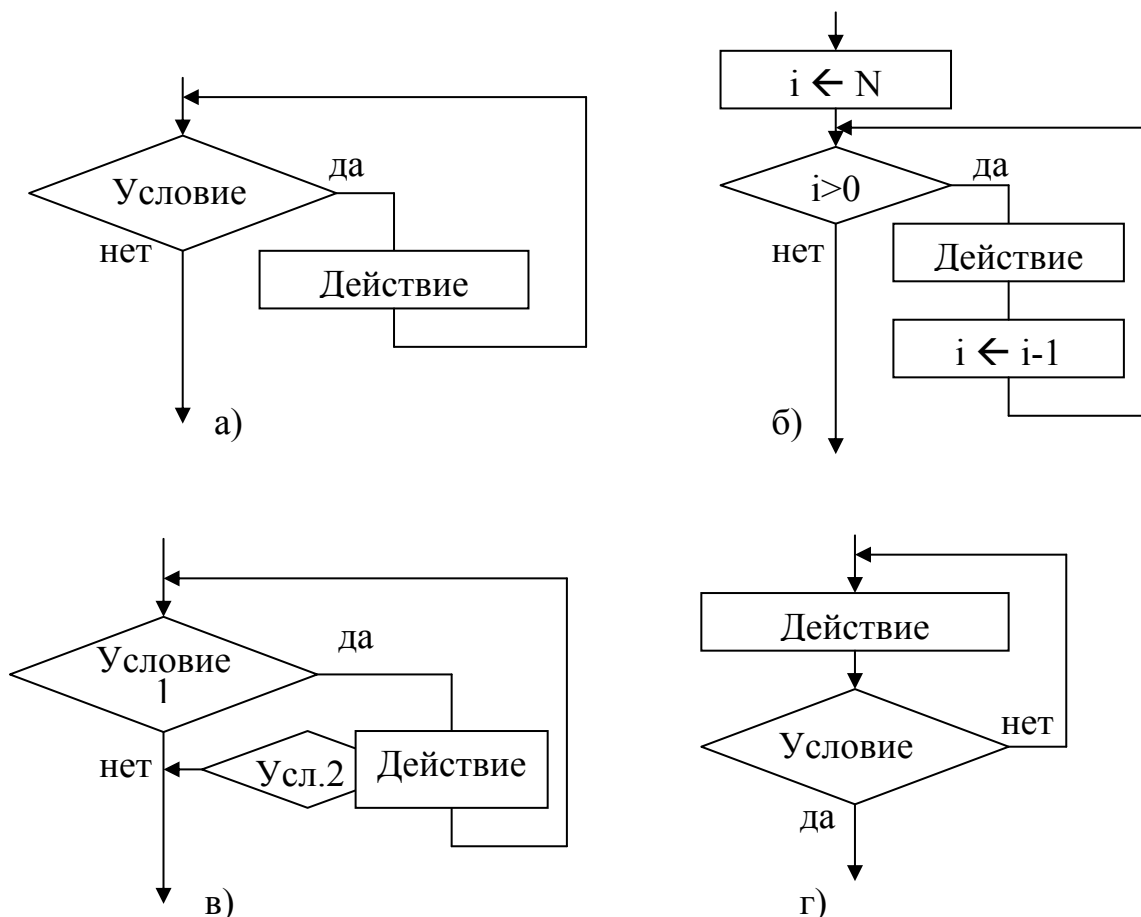 да
Условие
нет
Действие
а)
i ← N
да
i>0
нет
Действие
i ← i-1
б)
да
Условие
1
нет
Усл.2
Действие
в)
Действие
нет
Условие
да
г)